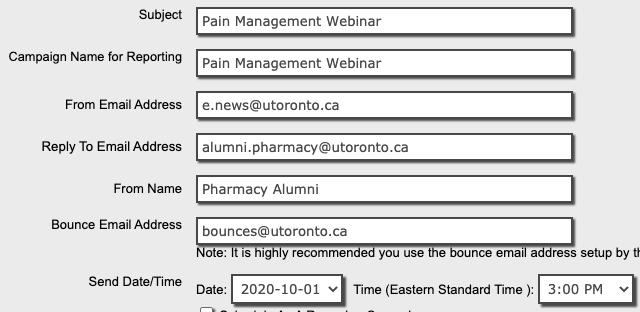 Subject Pain Management Webinar
Campaign Name for Reporting Pain Management Webinar
From Email Address e.news@utoronto.ca
Reply To Email Address alumni.pharmacy@utoronto.ca
From Name Pharmacy Alumni
Bounce Email Address bounces@utoronto.ca
Note: It is highly recommended you use the bounce email address setup by th
Send Date/Time Date: 2020-10-01 Time (Eastern Standard Time ): 3:00 PM